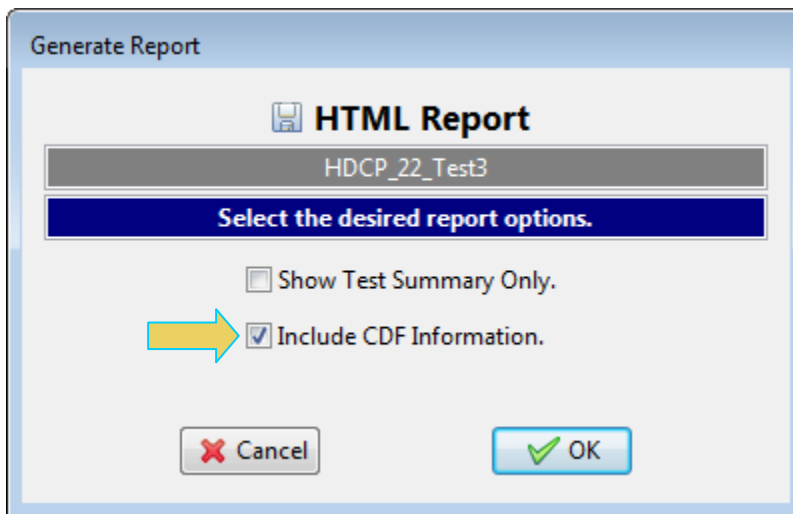 Generate Report
HTML Report
HDCP_22_Test3
Select the desired report options.
Show Test Summary Only.
Include CDF Information.
Cancel
OK